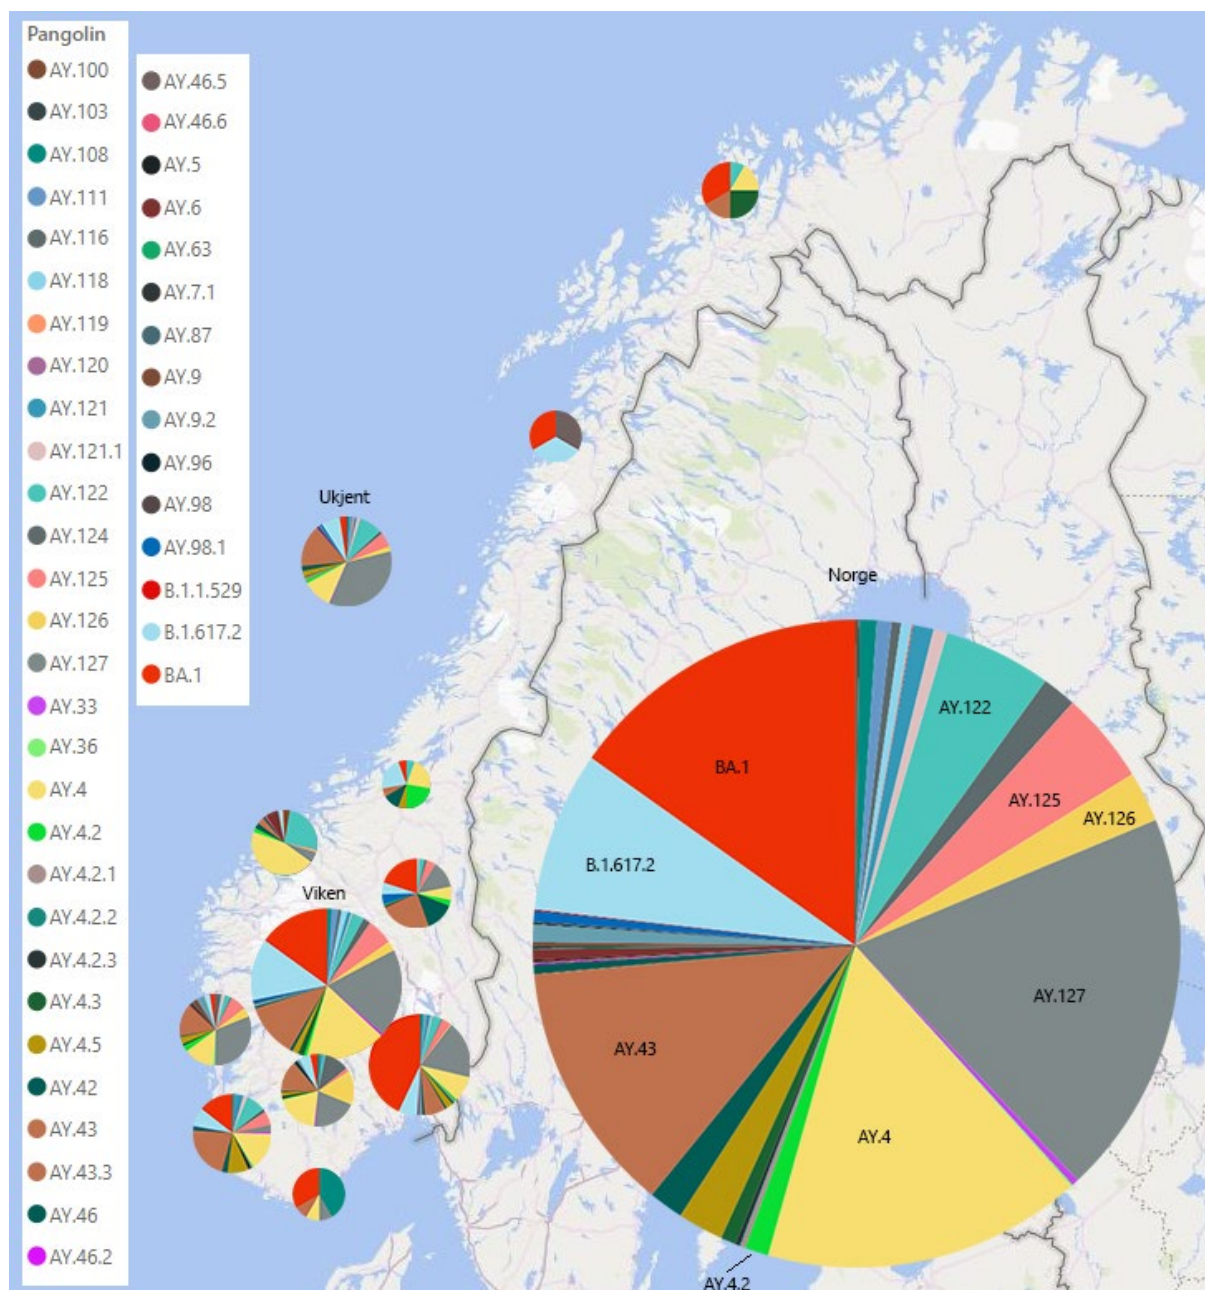 Pangolin
AY.100
AY.103
AY.108
AY.111
AY.116
AY.118
AY.119
AY.120
AY.121
AY.121.1
AY.122
AY.124
AY.125
AY.126
AY.127
AY.33
AY.36
AY.4
AY.4.2
AY.4.2.1
AY.4.2.2
AY.4.2.3
AY.4.3
AY.4.5
AY.42
AY.43
AY.43.3
AY.46
AY.46.2
AY.46.5
AY.46.6
AY.5
AY.6
AY.63
AY.7.1
AY.87
AY.9
AY.9.2
AY.96
AY.98
AY.98.1
B.1.1.529
B.1.617.2
BA.1
Ukjent
Viken
Norge
AY.122
AY.125
AY.126
AY.127
AY.4
AY.4.2
AY.43
B.1.617.2
BA.1